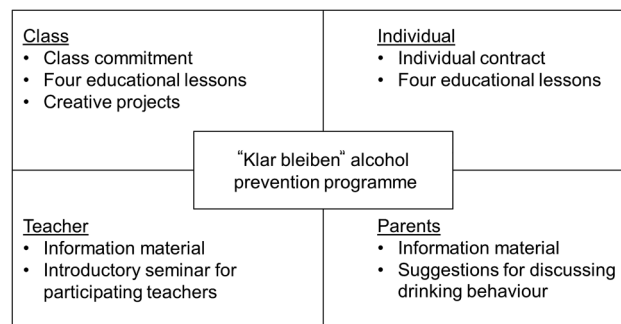 Class
• Class commitment
• Four educational lessons
• Creative projects
Individual
• Individual contract
• Four educational lessons
"Klar bleiben" alcohol
prevention programme
Teacher
• Information material
• Introductory seminar for
participating teachers
Parents
• Information material
• Suggestions for discussing
drinking behaviour